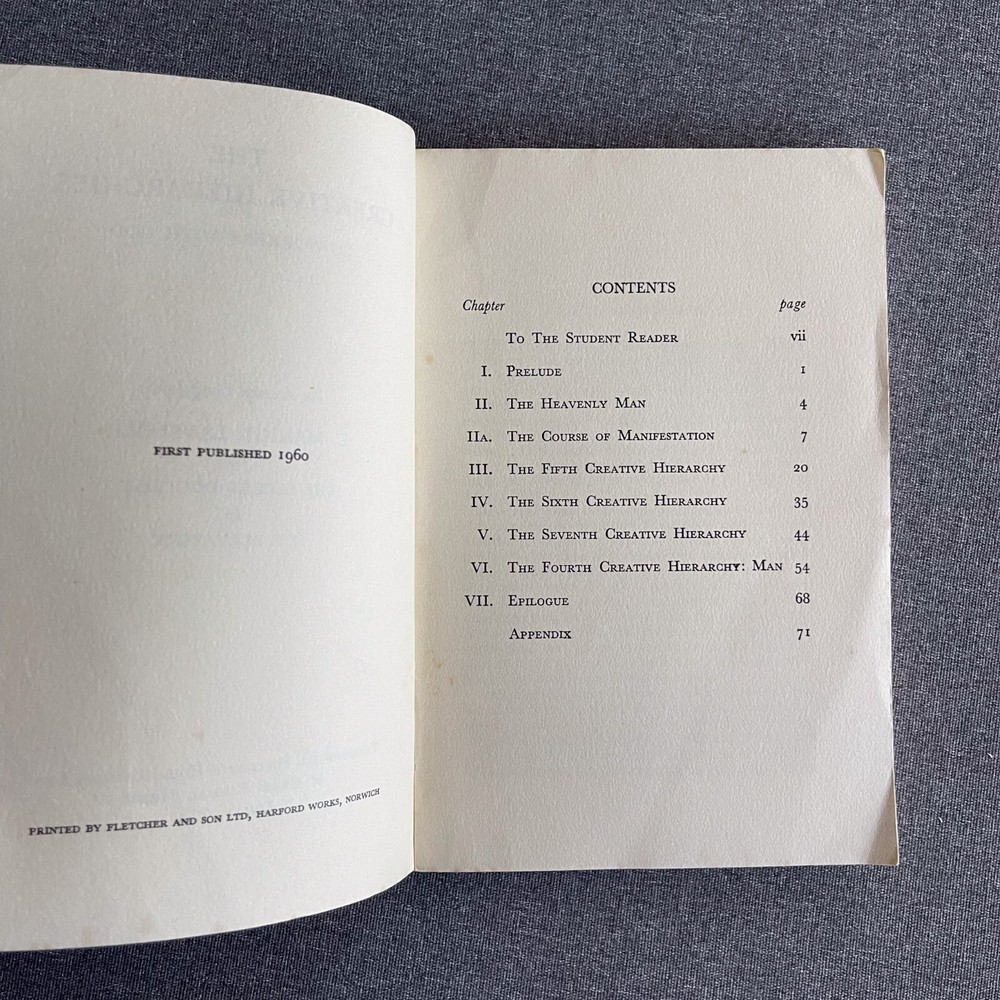 FIRST PUBLISHED 1960
PRINTED BY FLETCHER AND SON LTD, HARFORD WORKS, NORWICH
CONTENTS
Chapter page
To The Student Reader vii
I. Prelude 1
II. The Heavenly Man 4
IIa. The Course of Manifestation 7
III. The Fifth Creative Hierarchy 20
IV. The Sixth Creative Hierarchy 35
V. The Seventh Creative Hierarchy 44
VI. The Fourth Creative Hierarchy: Man 54
VII. Epilogue 68
Appendix 71